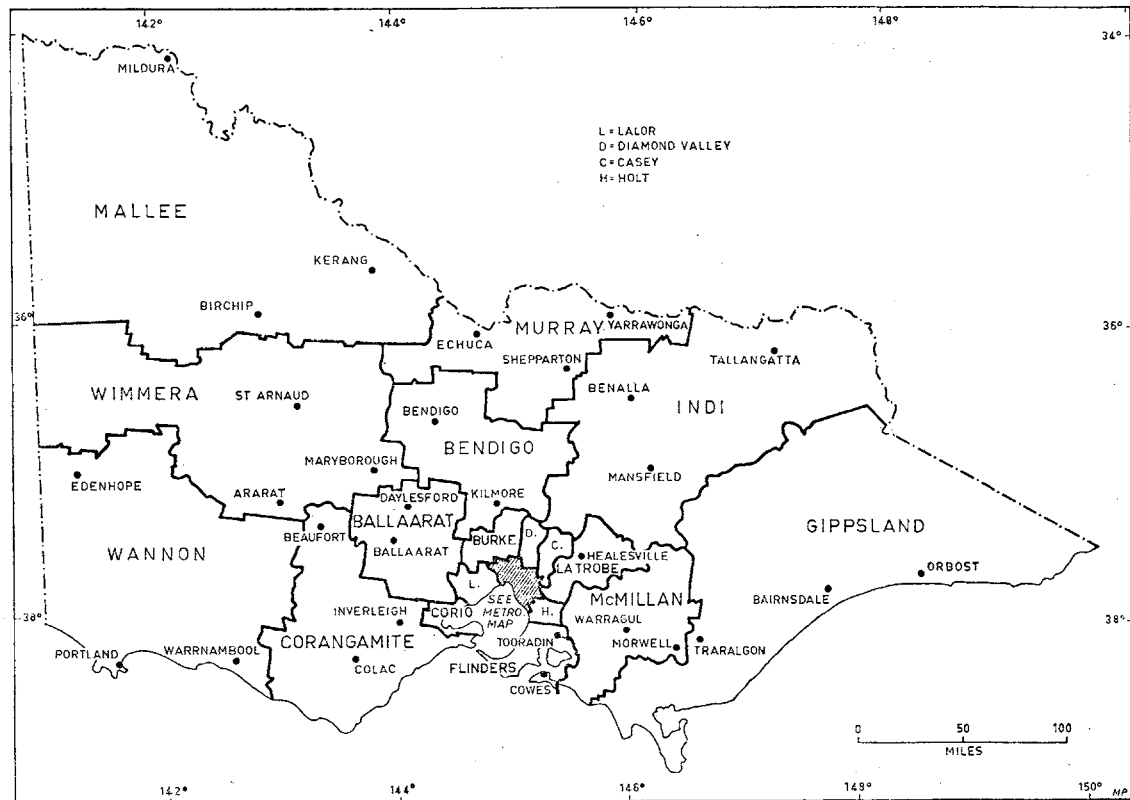 142°
144°
146°
148°
34°
34°
MILDURA
L = LALOR
D = DIAMOND VALLEY
C = CASEY
H = HOLT
MALLEE
KERANG
BIRCHIP
36°
36°
MURRAY
YARRAWONGA
ECHUCA
SHEPPARTON
TALLANGATTA
WIMMERA
ST ARNAUD
BENALLA
INDI
BENDIGO
BENDIGO
MARYBOROUGH
MANSFIELD
EDENHOPE
ARARAT
DAYLESFORD
KILMORE
BALLAARAT
GIPPSLAND
BEAUFORT
BURKE
D.
C.
WANNON
BALLAARAT
HEALESVILLE
LA TROBE
ORBOST
L.
SEE
METRO.
MAP
McMILLAN
BAIRNSDALE
INVERLEIGH
CORIO
H.
38°
38°
WARRAGUL
CORANGAMITE
TOORADIN
MORWELL
TRARALGON
PORTLAND
WARRNAMBOOL
COLAC
FLINDERS
COWES
0 50 100
MILES
142°
144°
146°
148°
150°
MP